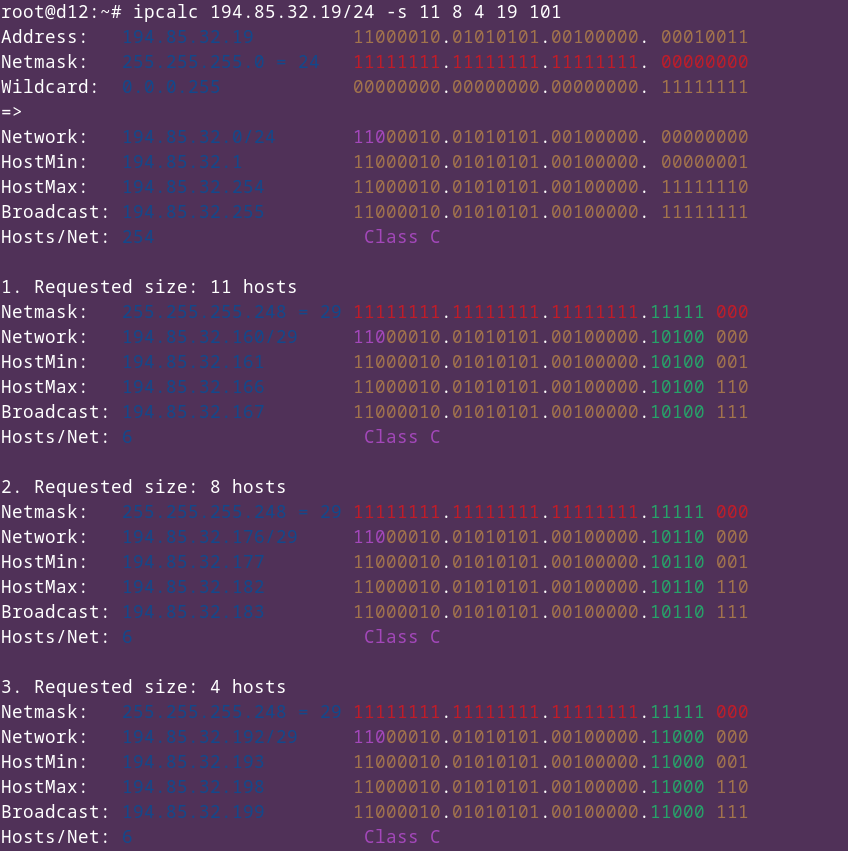 root@d12:~# ipcalc 194.85.32.19/24 -s 11 8 4 19 101
Address:   194.85.32.19         11000010.01010101.00100000. 00010011
Netmask:   255.255.255.0 = 24   11111111.11111111.11111111. 00000000
Wildcard:  0.0.0.255            00000000.00000000.00000000. 11111111
=>
Network:   194.85.32.0/24       11000010.01010101.00100000. 00000000
HostMin:   194.85.32.1          11000010.01010101.00100000. 00000001
HostMax:   194.85.32.254        11000010.01010101.00100000. 11111110
Broadcast: 194.85.32.255        11000010.01010101.00100000. 11111111
Hosts/Net: 254                   Class C
1. Requested size: 11 hosts
Netmask:   255.255.255.248 = 29 11111111.11111111.11111111.11111 000
Network:   194.85.32.160/29     11000010.01010101.00100000.10100 000
HostMin:   194.85.32.161        11000010.01010101.00100000.10100 001
HostMax:   194.85.32.166        11000010.01010101.00100000.10100 110
Broadcast: 194.85.32.167        11000010.01010101.00100000.10100 111
Hosts/Net: 6                     Class C
2. Requested size: 8 hosts
Netmask:   255.255.255.248 = 29 11111111.11111111.11111111.11111 000
Network:   194.85.32.176/29     11000010.01010101.00100000.10110 000
HostMin:   194.85.32.177        11000010.01010101.00100000.10110 001
HostMax:   194.85.32.182        11000010.01010101.00100000.10110 110
Broadcast: 194.85.32.183        11000010.01010101.00100000.10110 111
Hosts/Net: 6                     Class C
3. Requested size: 4 hosts
Netmask:   255.255.255.248 = 29 11111111.11111111.11111111.11111 000
Network:   194.85.32.192/29     11000010.01010101.00100000.11000 000
HostMin:   194.85.32.193        11000010.01010101.00100000.11000 001
HostMax:   194.85.32.198        11000010.01010101.00100000.11000 110
Broadcast: 194.85.32.199        11000010.01010101.00100000.11000 111
Hosts/Net: 6                     Class C